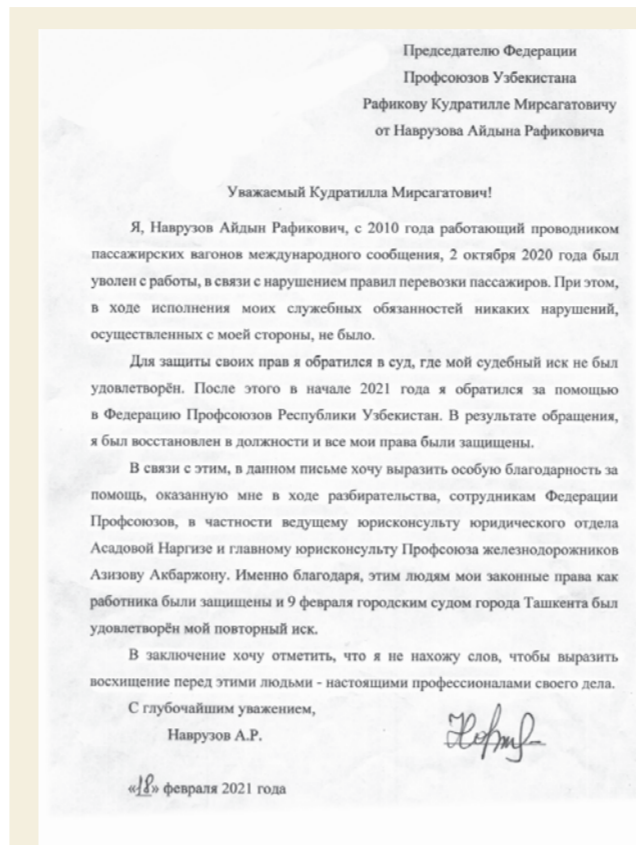 Председателю Федерации
Профсоюзов Узбекистана
Рафикову Кудратилле Мирсагатовичу
от Наврузова Айдына Рафиковича
Уважаемый Кудратилла Мирсагатович!
Я, Наврузов Айдын Рафикович, с 2010 года работающий проводником
пассажирских вагонов международного сообщения, 2 октября 2020 года был
уволен с работы, в связи с нарушением правил перевозки пассажиров. При этом,
в ходе исполнения моих служебных обязанностей никаких нарушений,
осуществленных с моей стороны, не было.
Для защиты своих прав я обратился в суд, где мой судебный иск не был
удовлетворён. После этого в начале 2021 года я обратился за помощью
в Федерацию Профсоюзов Республики Узбекистан. В результате обращения,
я был восстановлен в должности и все мои права были защищены.
В связи с этим, в данном письме хочу выразить особую благодарность за
помощь, оказанную мне в ходе разбирательства, сотрудникам Федерации
Профсоюзов, в частности ведущему юрисконсульту юридического отдела
Асадовой Наргизе и главному юрисконсульту Профсоюза железнодорожников
Азизову Акбаржону. Именно благодаря, этим людям мои законные права как
работника были защищены и 9 февраля городским судом города Ташкента был
удовлетворён мой повторный иск.
В заключение хочу отметить, что я не нахожу слов, чтобы выразить
восхищение перед этими людьми - настоящими профессионалами своего дела.
С глубочайшим уважением,
Наврузов А.Р.
«18» февраля 2021 года